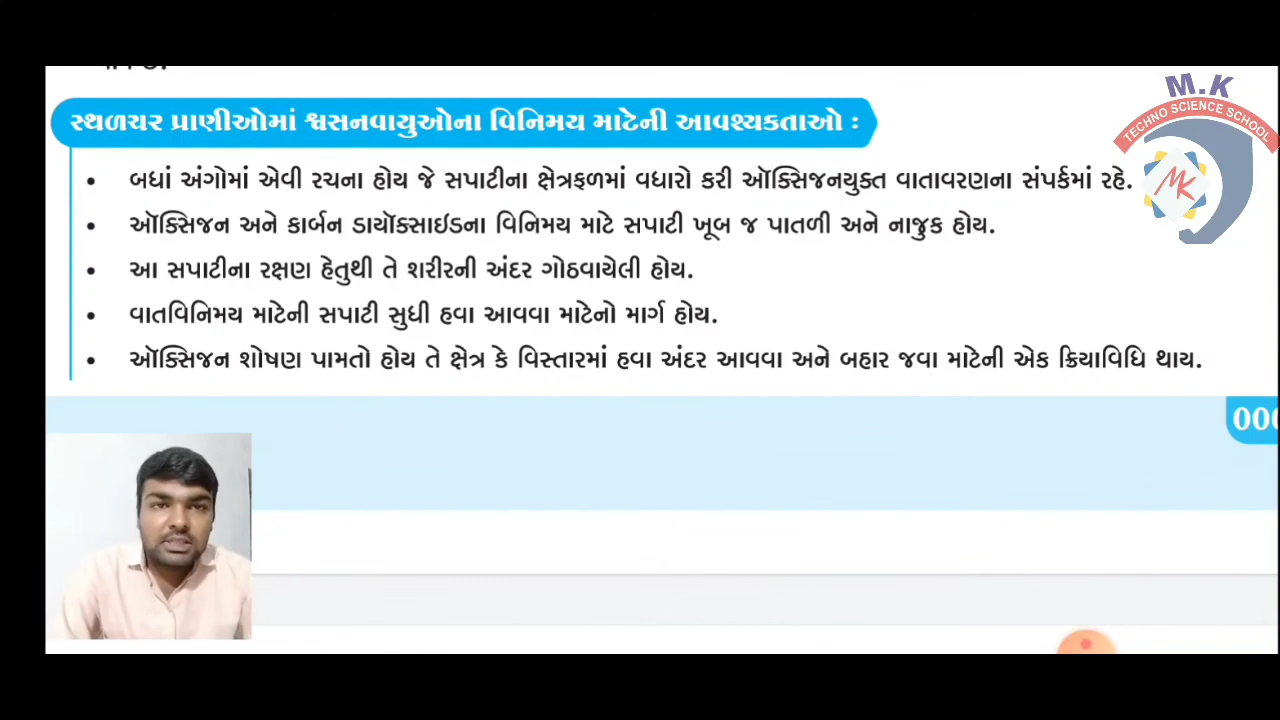 M.K
TECHNO SCIENCE SCHOOL
MK
સ્થળચર પ્રાણીઓમાં શ્વસનવાયુઓના વિનિમય માટેની આવશ્યકતાઓ :
• બધાં અંગોમાં એવી રચના હોય જે સપાટીના ક્ષેત્રફળમાં વધારો કરી ઑક્સિજનયુક્ત વાતાવરણના સંપર્કમાં રહે.
• ઑક્સિજન અને કાર્બન ડાયૉક્સાઇડના વિનિમય માટે સપાટી ખૂબ જ પાતળી અને નાજુક હોય.
• આ સપાટીના રક્ષણ હેતુથી તે શરીરની અંદર ગોઠવાયેલી હોય.
• વાતવિનિમય માટેની સપાટી સુધી હવા આવવા માટેનો માર્ગ હોય.
• ઑક્સિજન શોષણ પામતો હોય તે ક્ષેત્ર કે વિસ્તારમાં હવા અંદર આવવા અને બહાર જવા માટેની એક ક્રિયાવિધિ થાય.